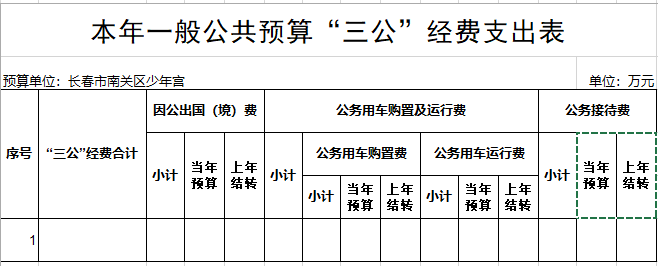 本年一般公共预算“三公”经费支出表
预算单位：长春市南关区少年宫 单位：万元
序号 “三公”经费合计 因公出国（境）费 公务用车购置及运行费 公务接待费
小计 当年预算 上年结转 小计 公务用车购置费 公务用车运行费 小计 当年预算 上年结转
小计 当年预算 上年结转 小计 当年预算 上年结转
1